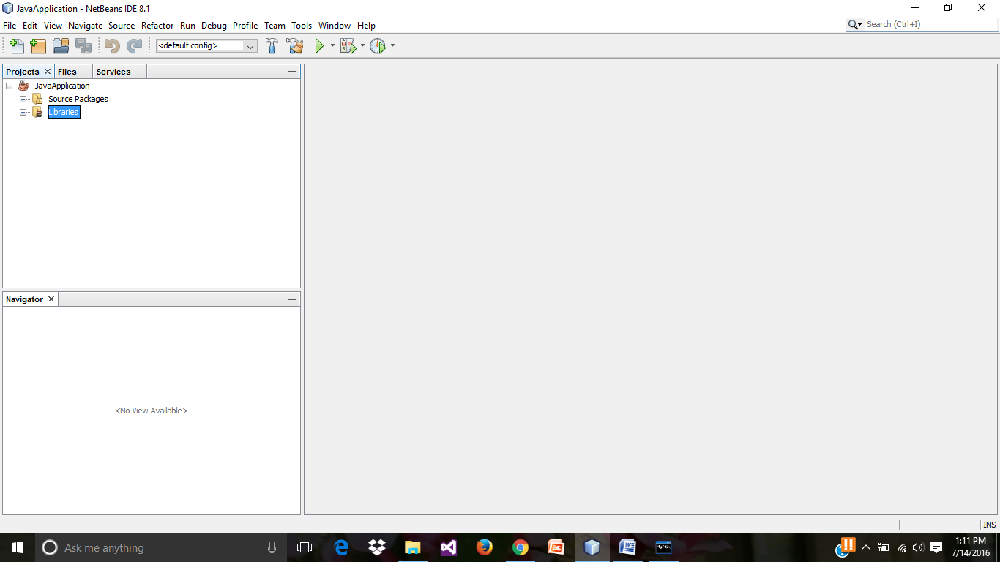 JavaApplication - NetBeans IDE 8.1
File Edit View Navigate Source Refactor Run Debug Profile Team Tools Window Help
Search (Ctrl+I)
<default config>
Projects Files Services
JavaApplication
Source Packages
Libraries
Navigator
<No View Available>
INS
Ask me anything
MySQL
1:11 PM
7/14/2016